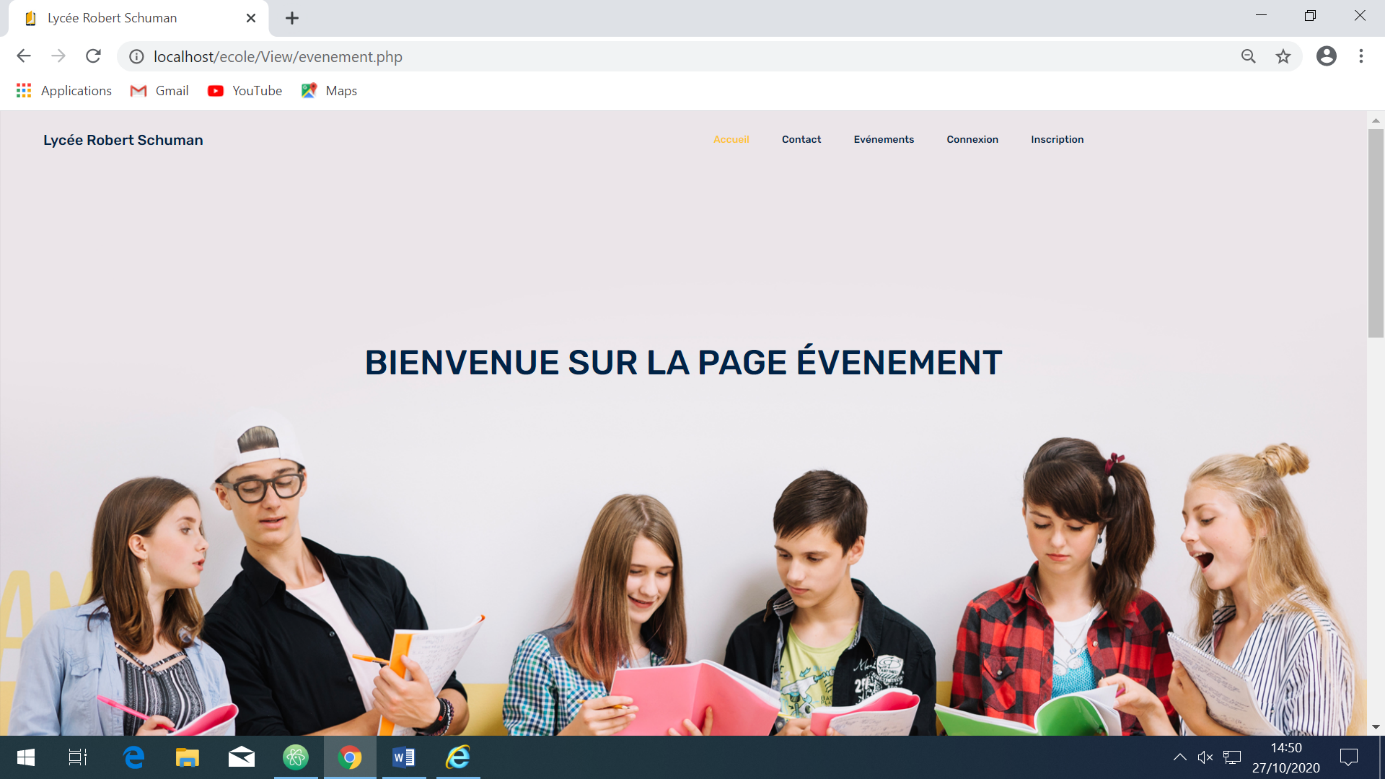 Lycée Robert Schuman
localhost/ecole/View/evenement.php
Applications Gmail YouTube Maps
Lycée Robert Schuman Accueil Contact Evénements Connexion Inscription
BIENVENUE SUR LA PAGE ÉVENEMENT
14:50
27/10/2020